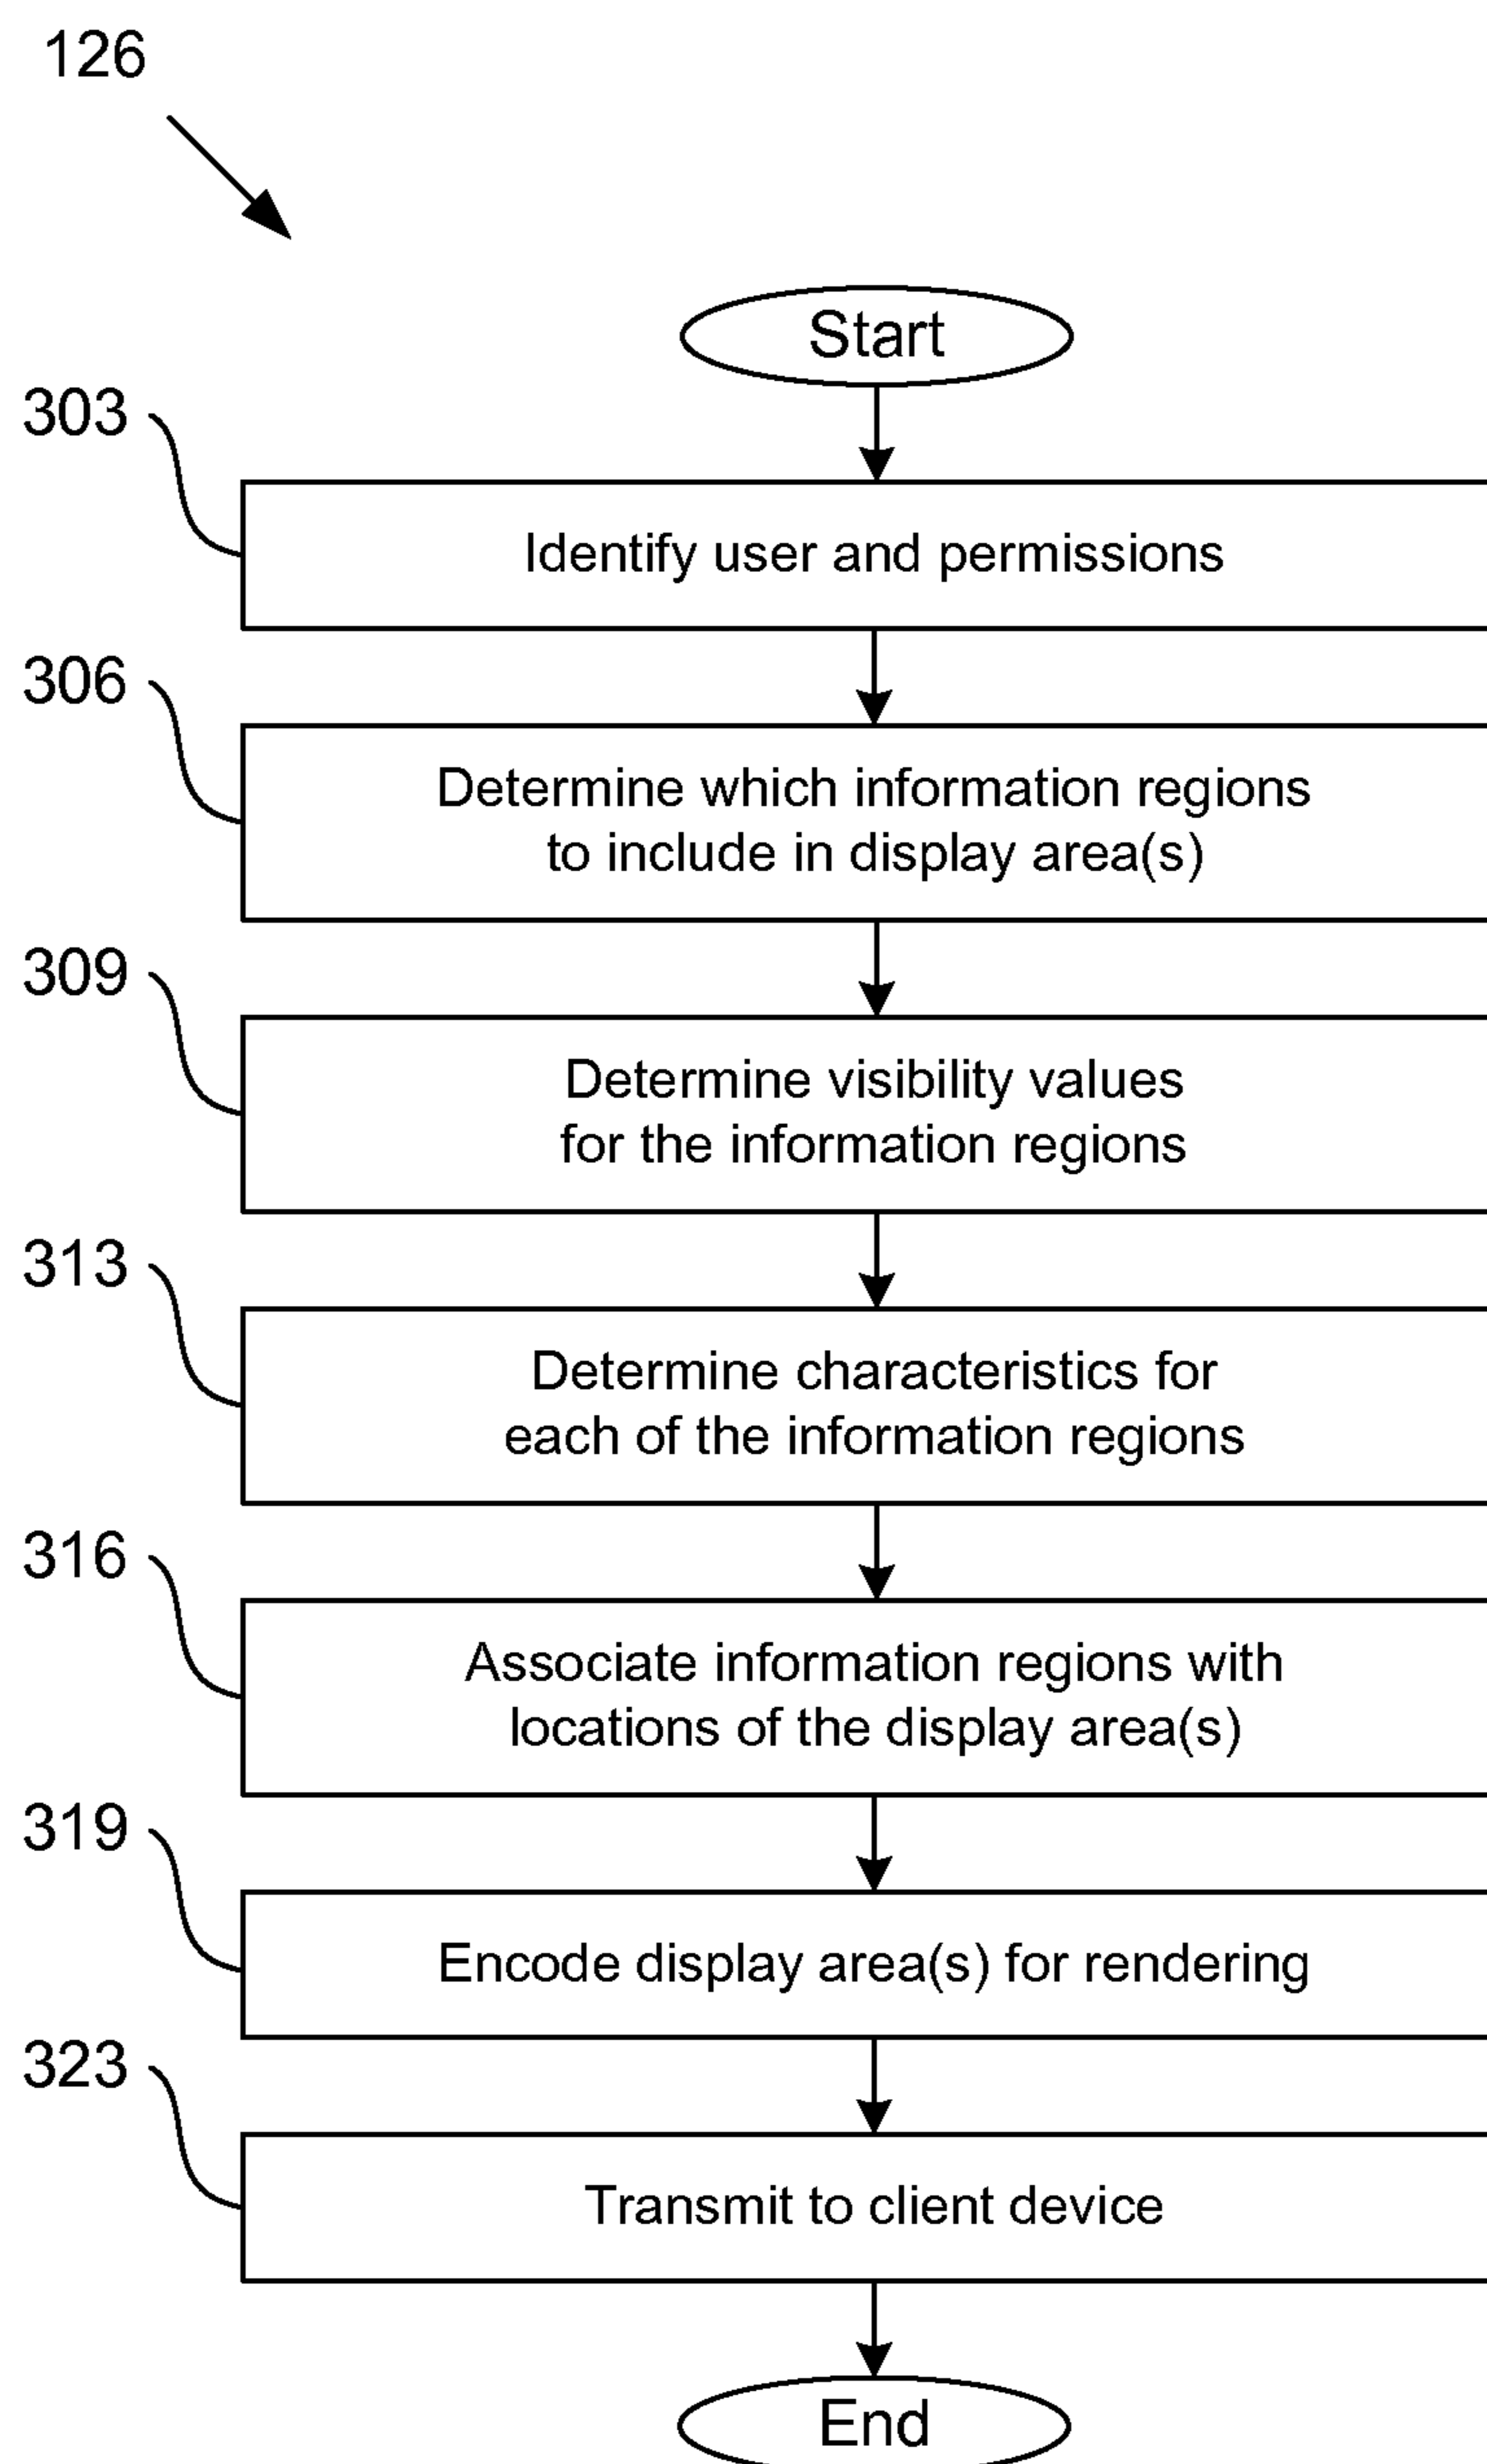 126
Start
303
Identify user and permissions
306
Determine which information regions
to include in display area(s)
309
Determine visibility values
for the information regions
313
Determine characteristics for
each of the information regions
316
Associate information regions with
locations of the display area(s)
319
Encode display area(s) for rendering
323
Transmit to client device
End